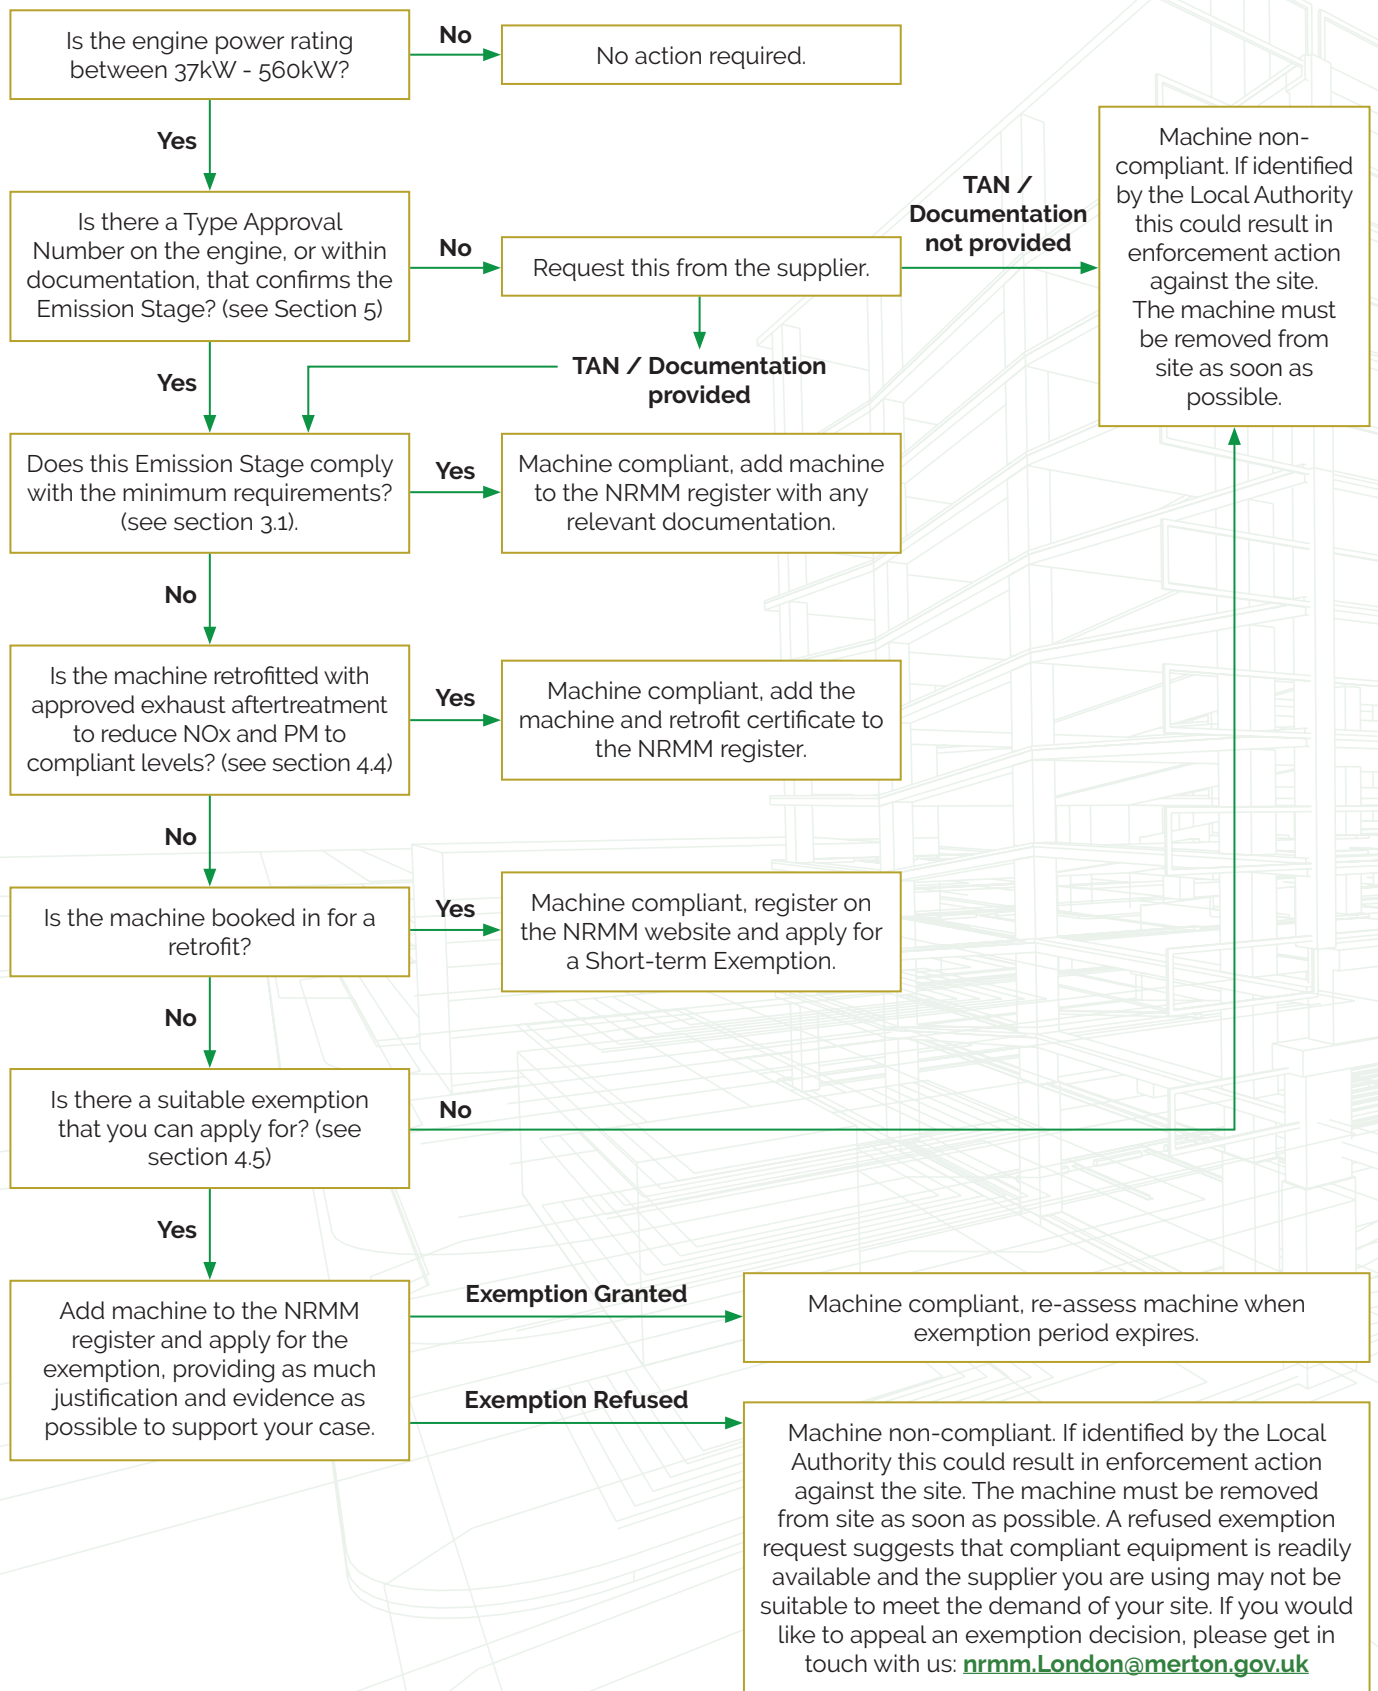 Is the engine power rating
between 37kW - 560kW?
No
No action required.
Yes
Is there a Type Approval
Number on the engine, or within
documentation, that confirms the
Emission Stage? (see Section 5)
No
Request this from the supplier.
TAN /
Documentation
not provided
Machine non-
compliant. If identified
by the Local Authority
this could result in
enforcement action
against the site.
The machine must
be removed from
site as soon as
possible.
TAN / Documentation
provided
Yes
Does this Emission Stage comply
with the minimum requirements?
(see section 3.1).
Yes
Machine compliant, add machine
to the NRMM register with any
relevant documentation.
No
Is the machine retrofitted with
approved exhaust aftertreatment
to reduce NOx and PM to
compliant levels? (see section 4.4)
Yes
Machine compliant, add the
machine and retrofit certificate to
the NRMM register.
No
Is the machine booked in for a
retrofit?
Yes
Machine compliant, register on
the NRMM website and apply for
a Short-term Exemption.
No
Is there a suitable exemption
that you can apply for? (see
section 4.5)
No
Yes
Add machine to the NRMM
register and apply for the
exemption, providing as much
justification and evidence as
possible to support your case.
Exemption Granted
Machine compliant, re-assess machine when
exemption period expires.
Exemption Refused
Machine non-compliant. If identified by the Local
Authority this could result in enforcement action
against the site. The machine must be removed
from site as soon as possible. A refused exemption
request suggests that compliant equipment is readily
available and the supplier you are using may not be
suitable to meet the demand of your site. If you would
like to appeal an exemption decision, please get in
touch with us: nrmm.London@merton.gov.uk